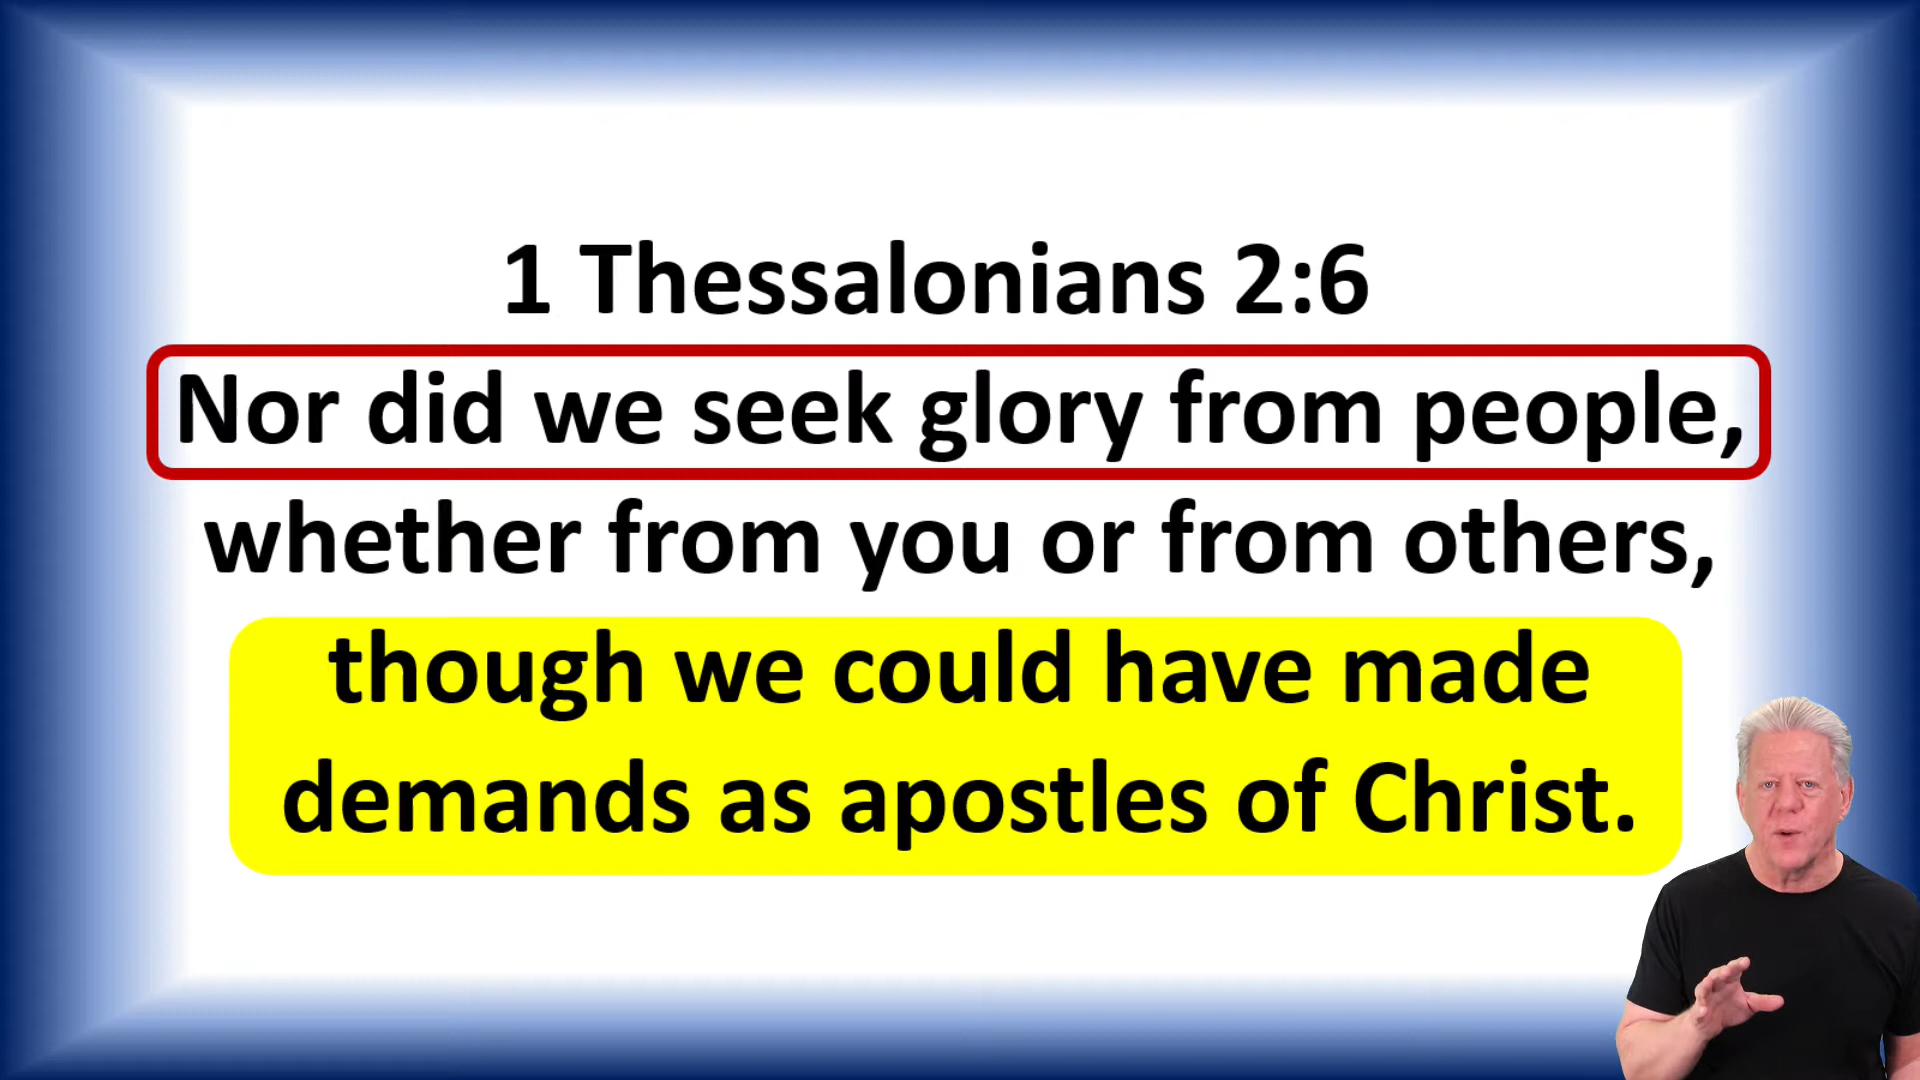 1 Thessalonians 2:6
Nor did we seek glory from people,
whether from you or from others,
though we could have made
demands as apostles of Christ.